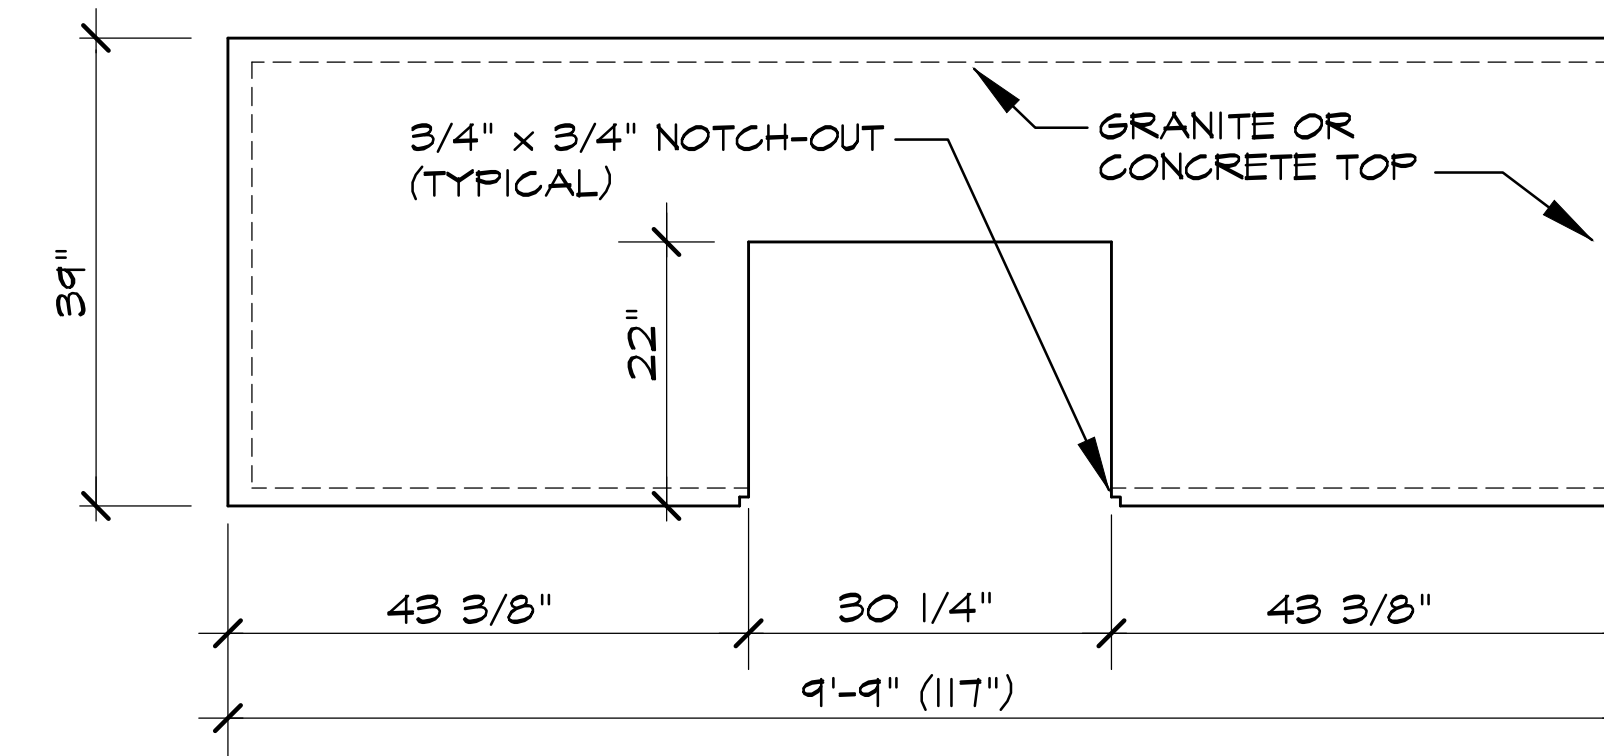 GRANITE OR
CONCRETE TOP
3/4" x 3/4" NOTCH-OUT
(TYPICAL)
39"
22"
43 3/8"
30 1/4"
43 3/8"
9'-9" (117")